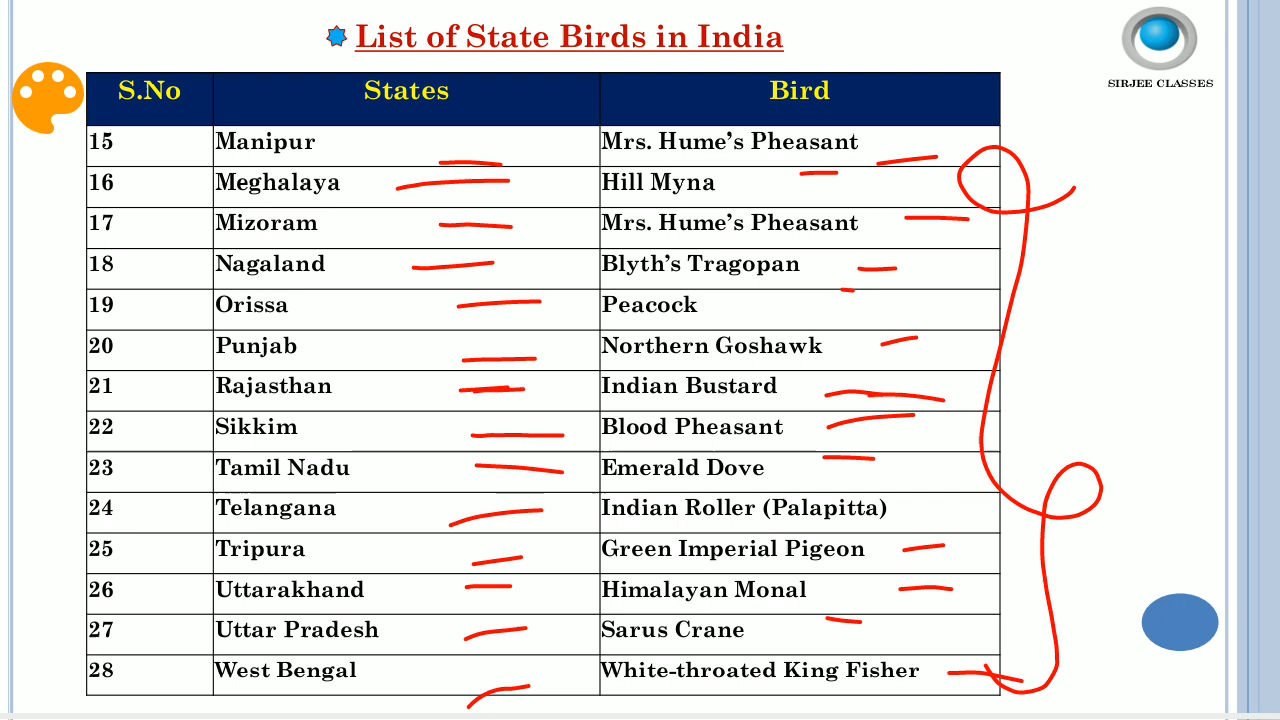 List of State Birds in India
SIRJEE CLASSES
S.No States Bird
15 Manipur Mrs. Hume’s Pheasant
16 Meghalaya Hill Myna
17 Mizoram Mrs. Hume’s Pheasant
18 Nagaland Blyth’s Tragopan
19 Orissa Peacock
20 Punjab Northern Goshawk
21 Rajasthan Indian Bustard
22 Sikkim Blood Pheasant
23 Tamil Nadu Emerald Dove
24 Telangana Indian Roller (Palapitta)
25 Tripura Green Imperial Pigeon
26 Uttarakhand Himalayan Monal
27 Uttar Pradesh Sarus Crane
28 West Bengal White-throated King Fisher